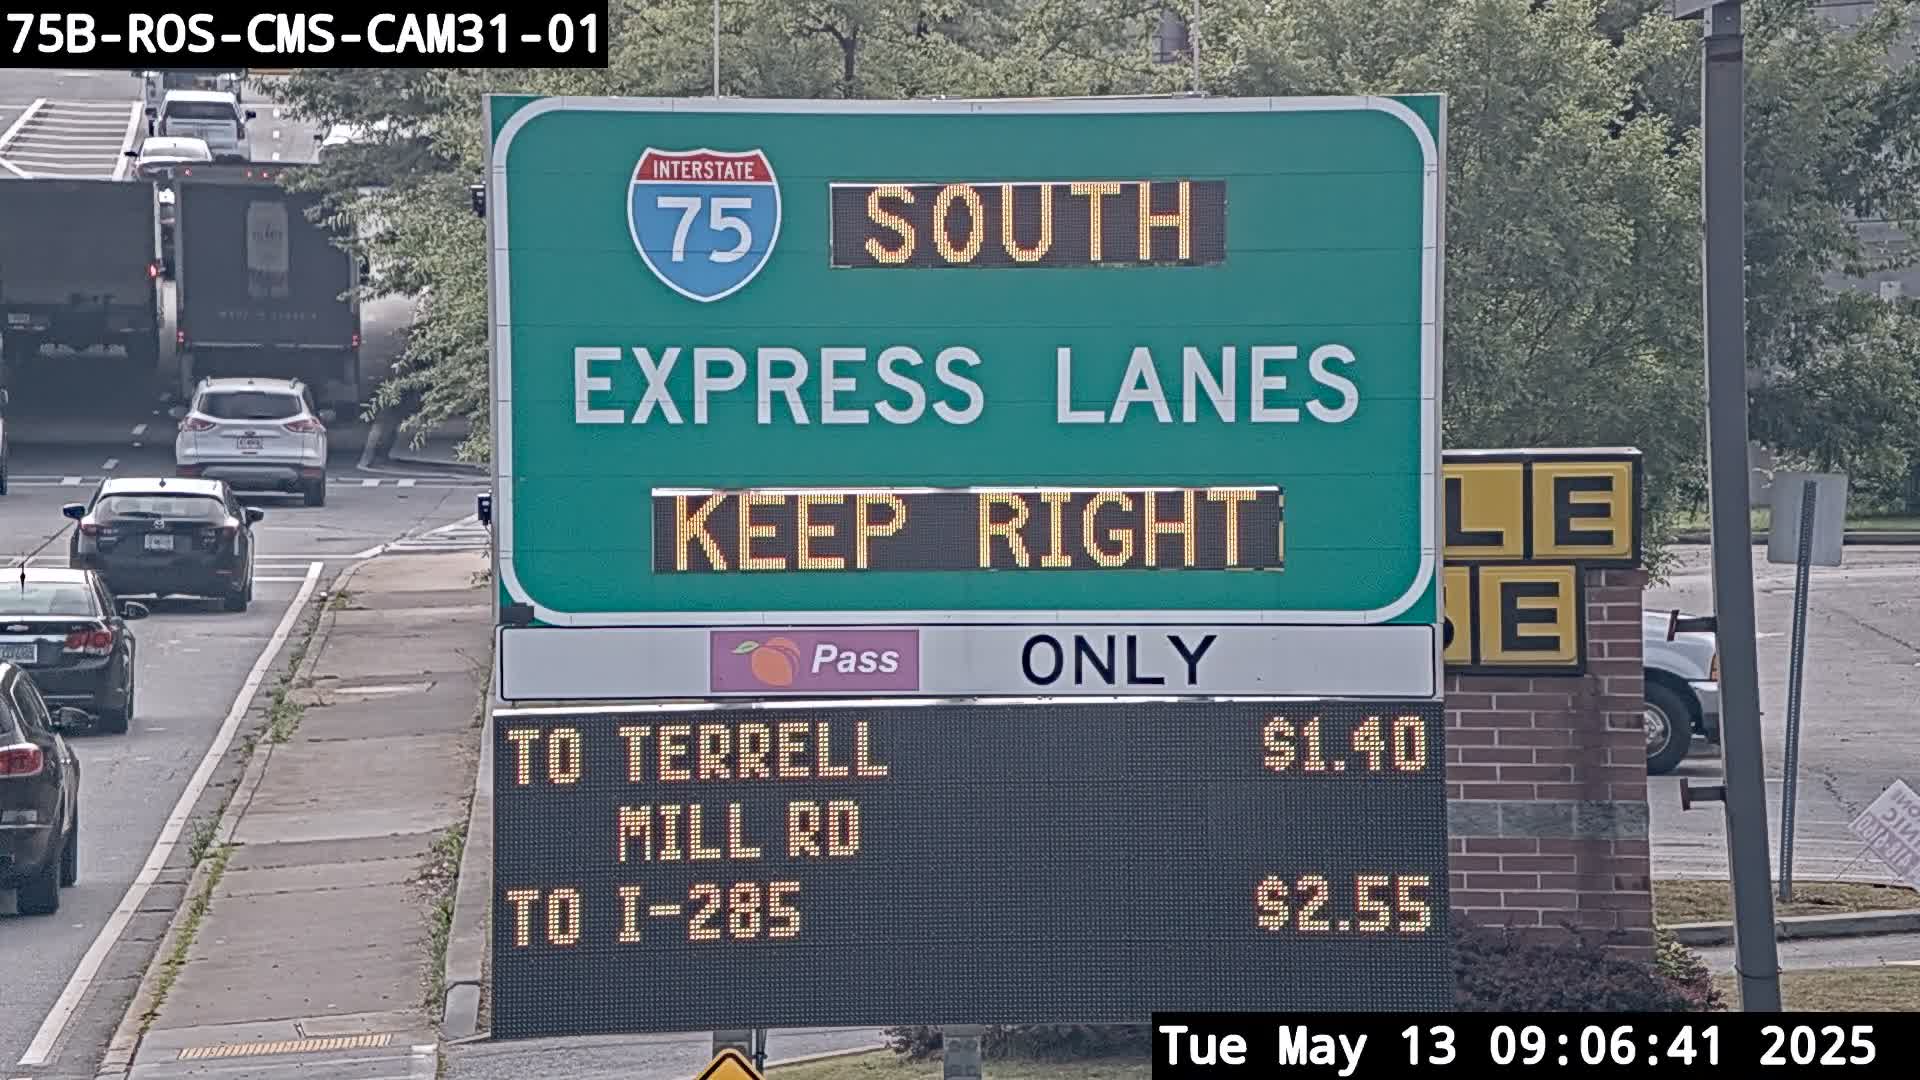 75B-ROS-CMS-CAM31-01
INTERSTATE
75
SOUTH
EXPRESS LANES
KEEP RIGHT
Pass ONLY
TO TERRELL $1.40
MILL RD
TO I-285 $2.55
LE
E
Tue May 13 09:06:41 2025